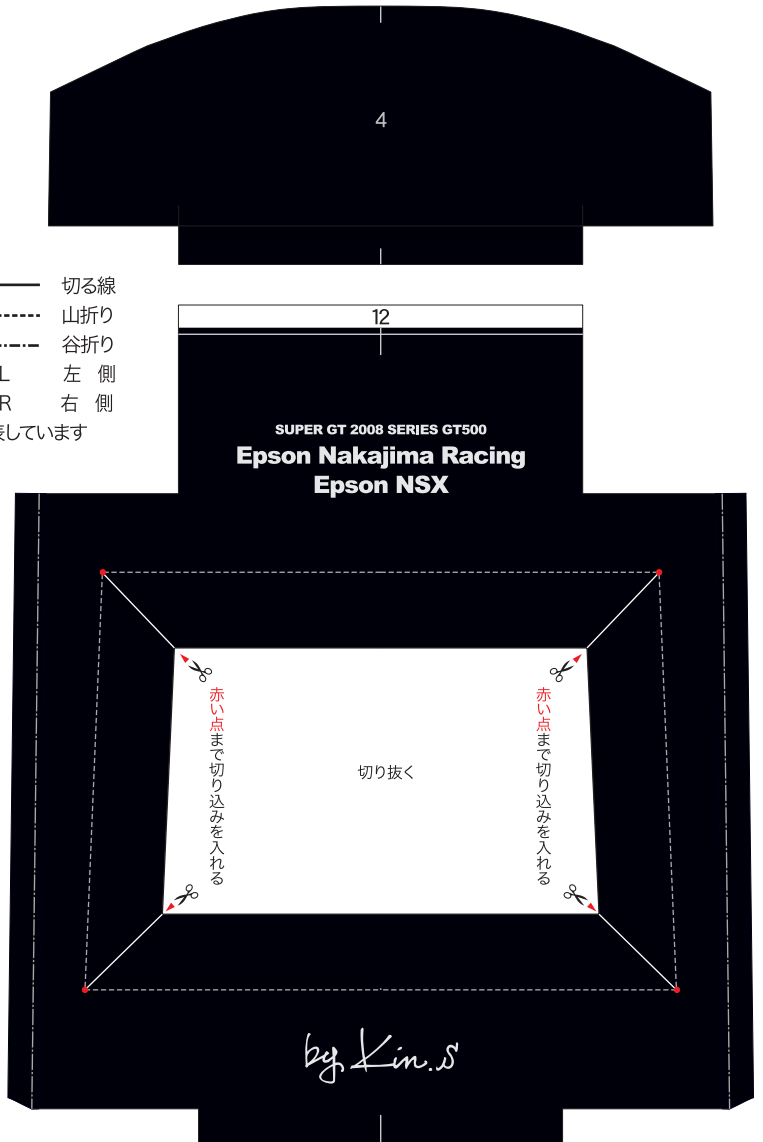 4
切る線
山折り
谷折り
L 左 側
R 右 側
表しています
12
SUPER GT 2008 SERIES GT500
Epson Nakajima Racing
Epson NSX
赤い点まで切り込みを入れる
切り抜く
赤い点まで切り込みを入れる
by Kin.S